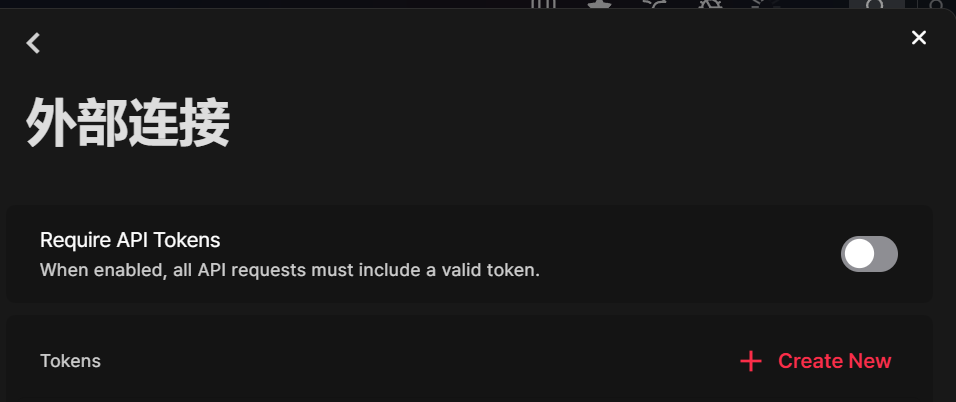 外部连接
Require API Tokens
When enabled, all API requests must include a valid token.
Tokens
Create New